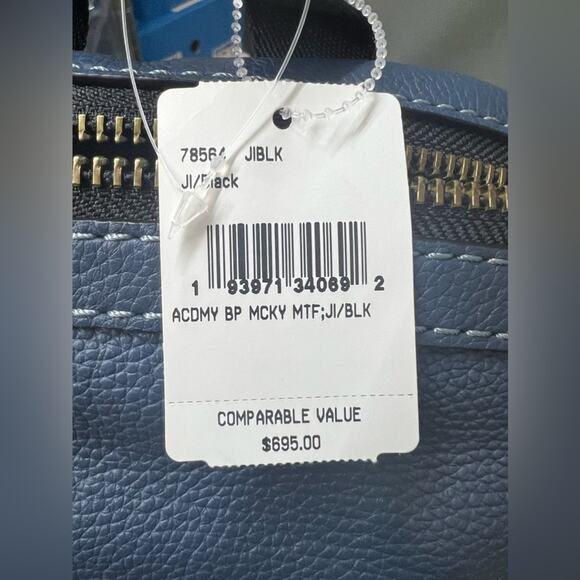 78564 JIBLK
JI/Black
1 93971 34069 2
ACDMY BP MCKY MTF;JI/BLK
COMPARABLE VALUE
$695.00